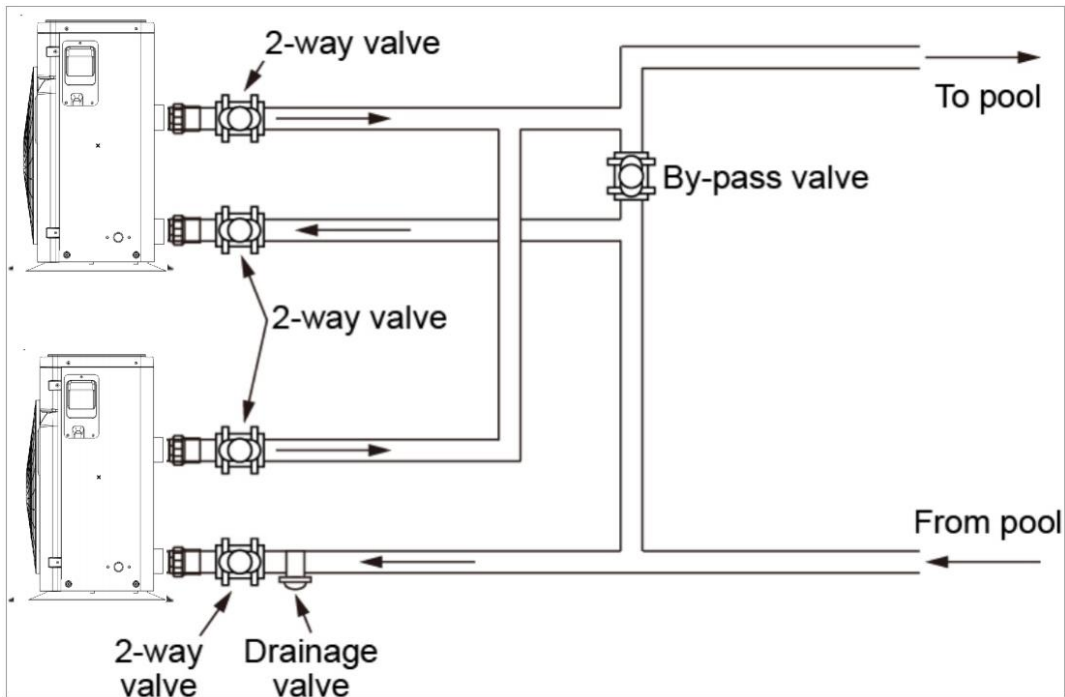 2-way valve
To pool
By-pass valve
2-way valve
From pool
2-way
valve
Drainage
valve